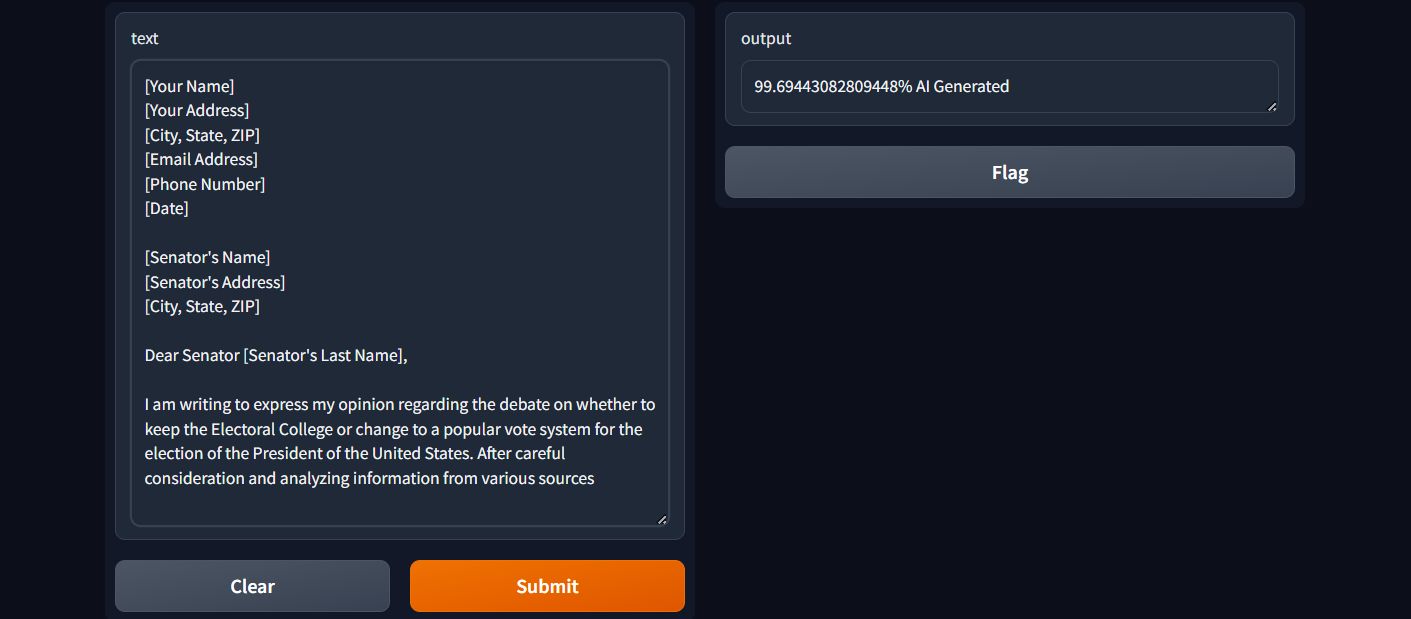 text
[Your Name]
[Your Address]
[City, State, ZIP]
[Email Address]
[Phone Number]
[Date]
[Senator's Name]
[Senator's Address]
[City, State, ZIP]
Dear Senator [Senator's Last Name],
I am writing to express my opinion regarding the debate on whether to
keep the Electoral College or change to a popular vote system for the
election of the President of the United States. After careful
consideration and analyzing information from various sources
Clear
Submit
output
99.69443082809448% AI Generated
Flag